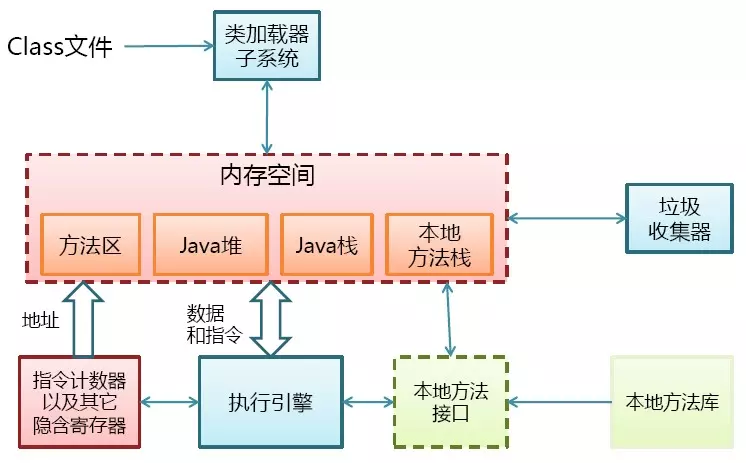 Class文件
类加载器
子系统
内存空间
方法区
Java堆
Java栈
本地
方法栈
垃圾
收集器
地址
数据
和指令
指令计数器
以及其它
隐含寄存器
执行引擎
本地方法
接口
本地方法库